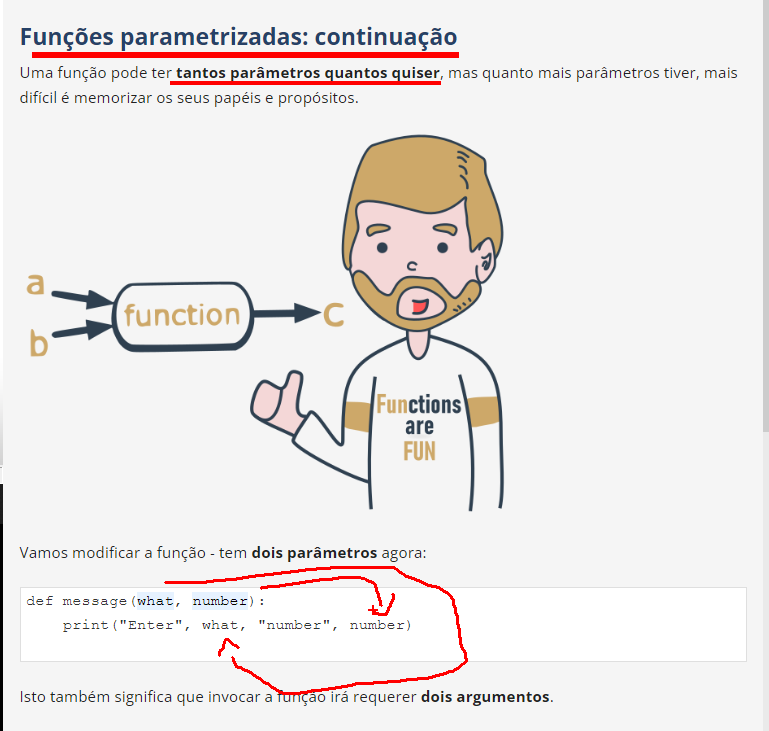 Funções parametrizadas: continuação
Uma função pode ter tantos parâmetros quantos quiser, mas quanto mais parâmetros tiver, mais
difícil é memorizar os seus papéis e propósitos.
a
b
function
c
Functions
are
FUN
Vamos modificar a função - tem dois parâmetros agora:
def message(what, number):
    print("Enter", what, "number", number)
Isto também significa que invocar a função irá requerer dois argumentos.